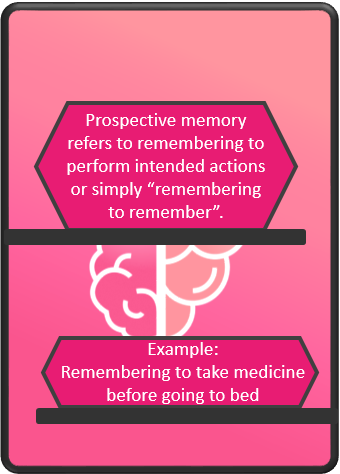 Prospective memory
refers to remembering to
perform intended actions
or simply “remembering
to remember”.
Example:
Remembering to take medicine
before going to bed